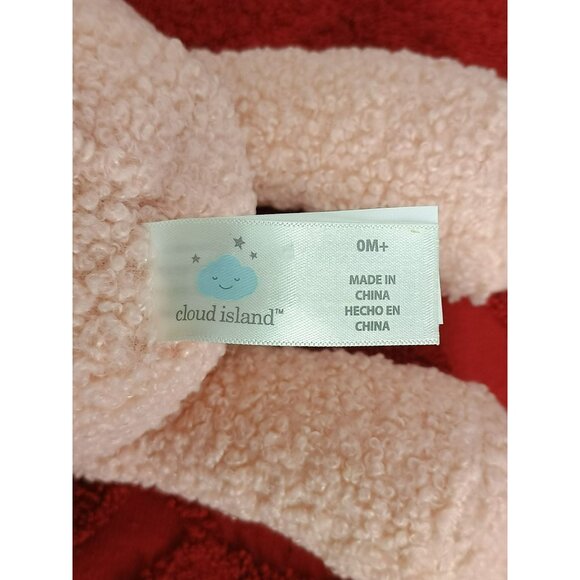 cloud island™
0M+
MADE IN
CHINA
HECHO EN
CHINA